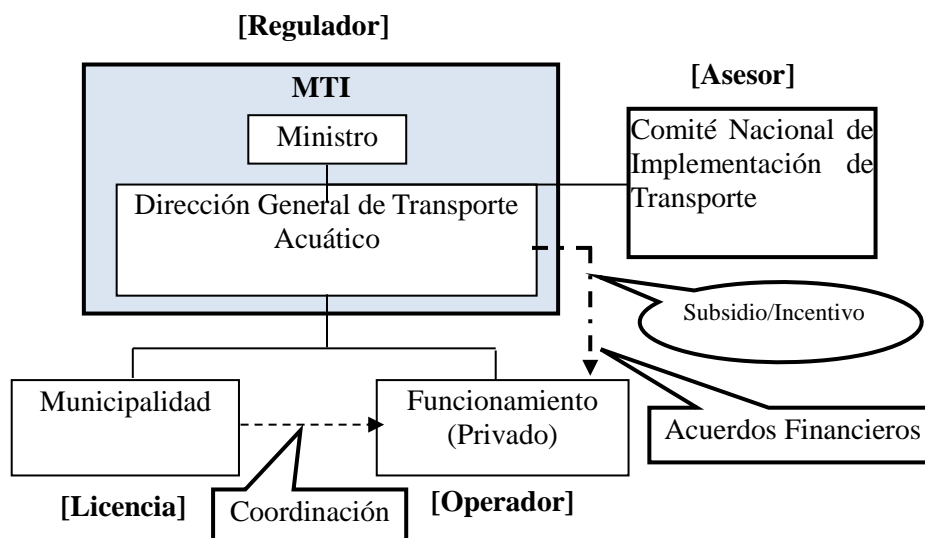 [Regulador]
[Asesor]
MTI
Ministro
Comité Nacional de
Implementación de
Transporte
Dirección General de Transporte
Acuático
Subsidio/Incentivo
Municipalidad
Funcionamiento
(Privado)
Acuerdos Financieros
[Licencia]
Coordinación
[Operador]